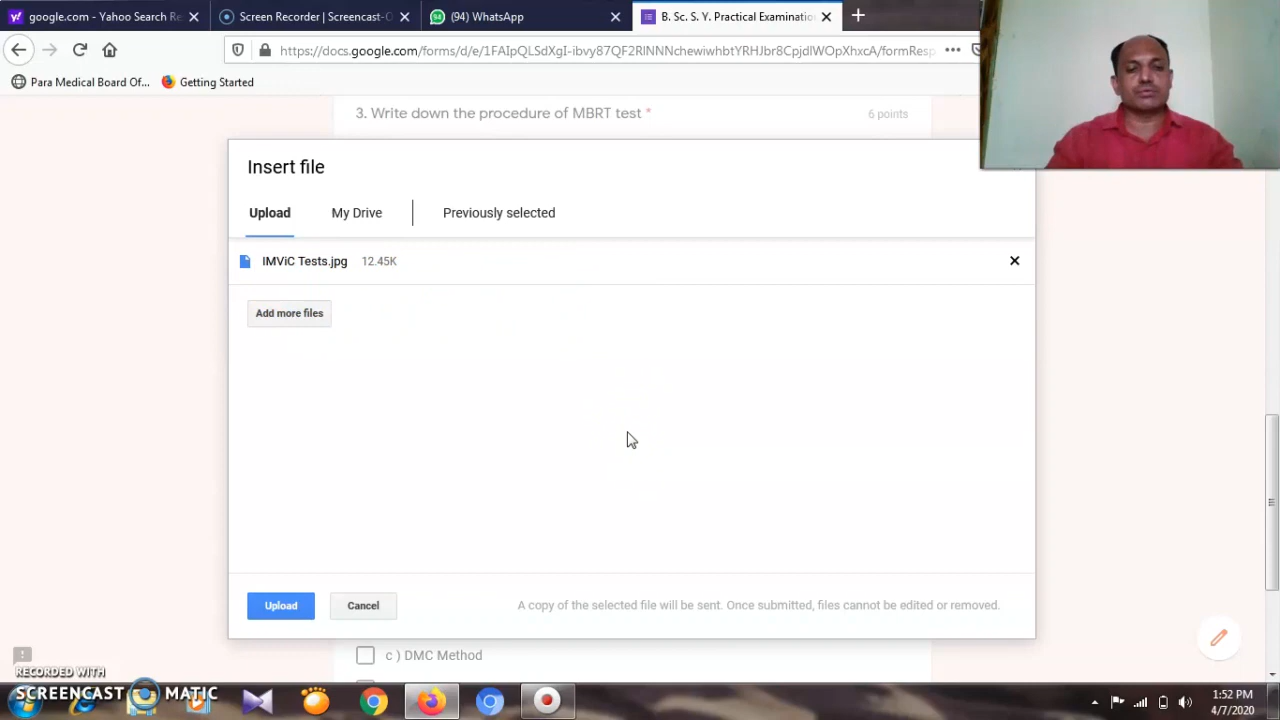 google.com - Yahoo Search Re
Screen Recorder | Screencast-O
(94) WhatsApp
B. Sc. S. Y. Practical Examinatio
https://docs.google.com/forms/d/e/1FAIpQLSdXgI-ibvy87QF2RlNNNchewiwhbtYRHJbr8CpjdlWOpXhxcA/formResp
Para Medical Board Of...
Getting Started
3. Write down the procedure of MBRT test *
6 points
Insert file
Upload
My Drive
Previously selected
IMViC Tests.jpg
12.45K
Add more files
Upload
Cancel
A copy of the selected file will be sent. Once submitted, files cannot be edited or removed.
c ) DMC Method
RECORDED WITH
SCREENCAST MATIC
1:52 PM
4/7/2020